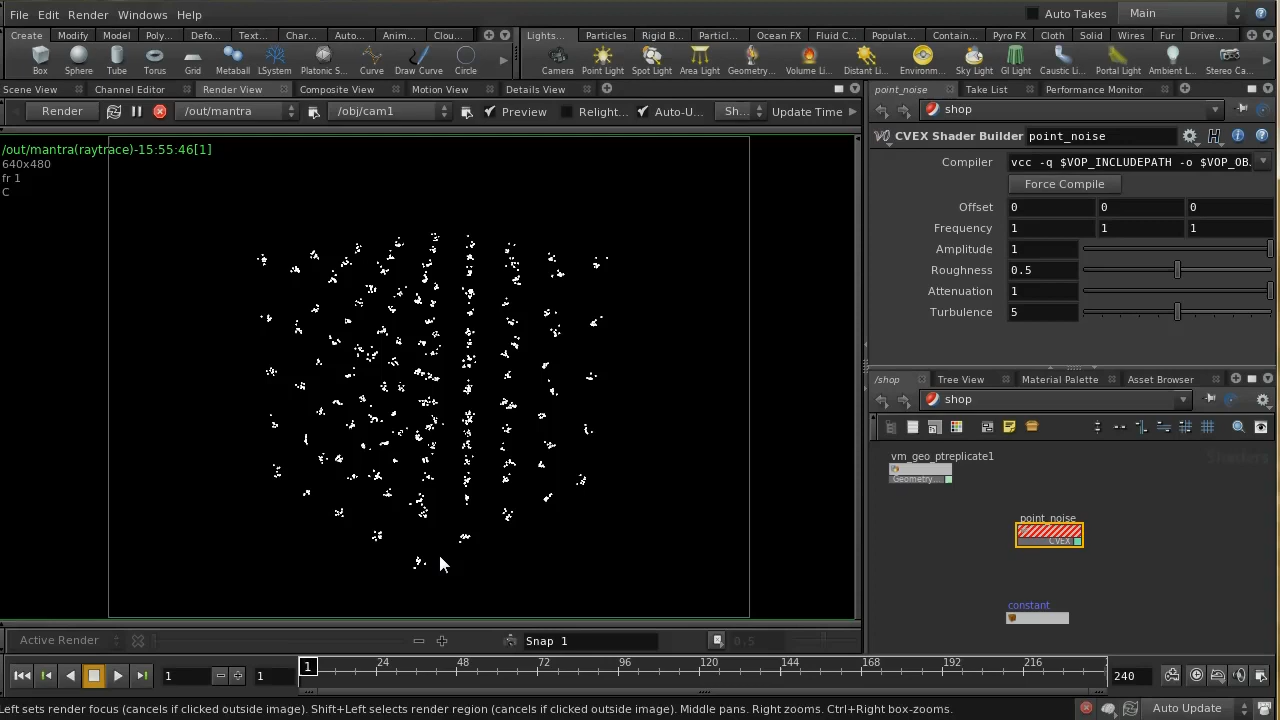 File Edit Render Windows Help Auto Takes Main
Create Modify Model Poly... Defo... Text... Char... Auto... Anim... Clou... Lights... Particles Rigid B... Particl... Ocean FX Fluid C... Populat... Contain... Pyro FX Cloth Solid Wires Fur Drive...
Box Sphere Tube Torus Grid Metaball LSystem Platonic S... Curve Draw Curve Circle Camera Point Light Spot Light Area Light Geometry... Volume Li... Distant Li... Environm... Sky Light GI Light Caustic Li... Portal Light Ambient L... Stereo Ca...
Scene View Channel Editor Render View Composite View Motion View Details View point_noise Take List Performance Monitor
Render /out/mantra /obj/cam1 Preview Relight... Auto-U... Sh... Update Time shop
CVEX Shader Builder point_noise
/out/mantra(raytrace)-15:55:46[1]
640x480
fr 1
C
Compiler vcc -q $VOP_INCLUDEPATH -o $VOP_OB.
Force Compile
Offset 0 0 0
Frequency 1 1 1
Amplitude 1
Roughness 0.5
Attenuation 1
Turbulence 5
/shop Tree View Material Palette Asset Browser
shop
Shaders
vm_geo_ptreplicate1
Geometry...
point_noise
CVEX
constant
Active Render Snap 1 0.5
1 1 1 24 48 72 96 120 144 168 192 216 240
Left sets render focus (cancels if clicked outside image). Shift+Left selects render region (cancels if clicked outside image). Middle pans. Right zooms. Ctrl+Right box-zooms. Auto Update